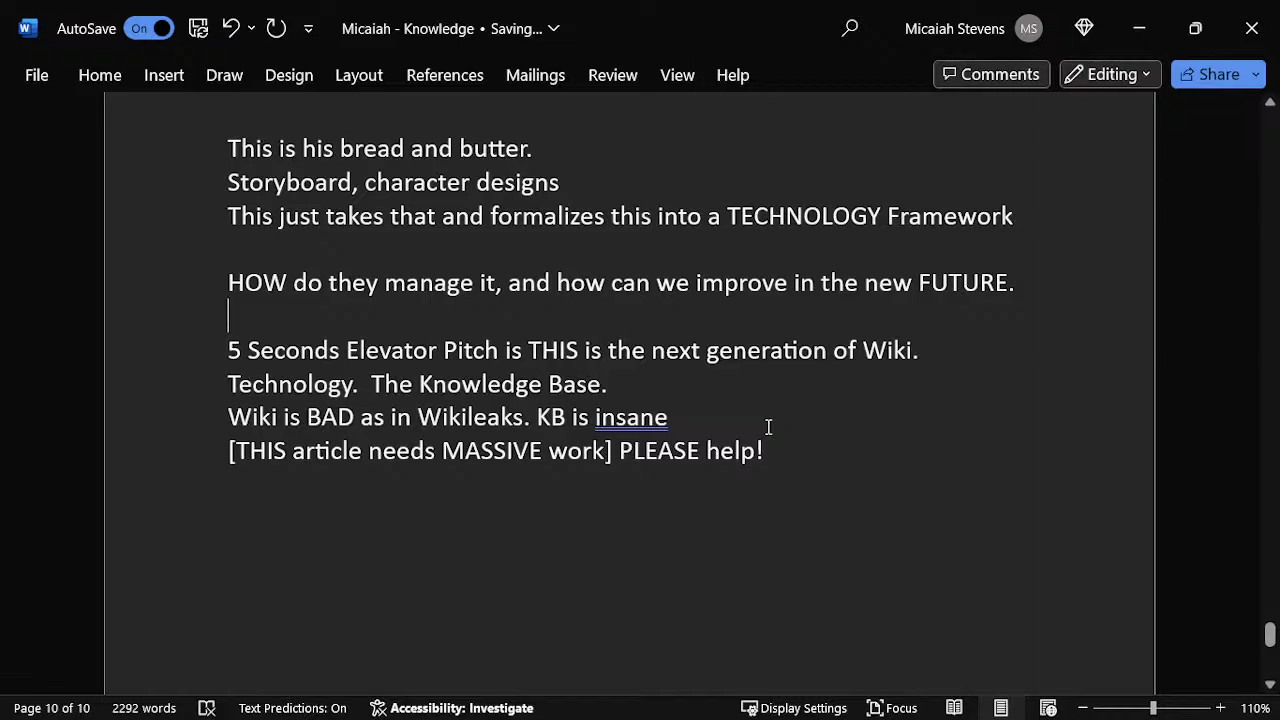 AutoSave On Micaiah - Knowledge • Saving... Micaiah Stevens MS
File Home Insert Draw Design Layout References Mailings Review View Help Comments Editing Share
This is his bread and butter.
Storyboard, character designs
This just takes that and formalizes this into a TECHNOLOGY Framework
HOW do they manage it, and how can we improve in the new FUTURE.
5 Seconds Elevator Pitch is THIS is the next generation of Wiki.
Technology.  The Knowledge Base.
Wiki is BAD as in Wikileaks. KB is insane
[THIS article needs MASSIVE work] PLEASE help!
Page 10 of 10 2292 words Text Predictions: On Accessibility: Investigate Display Settings Focus 110%